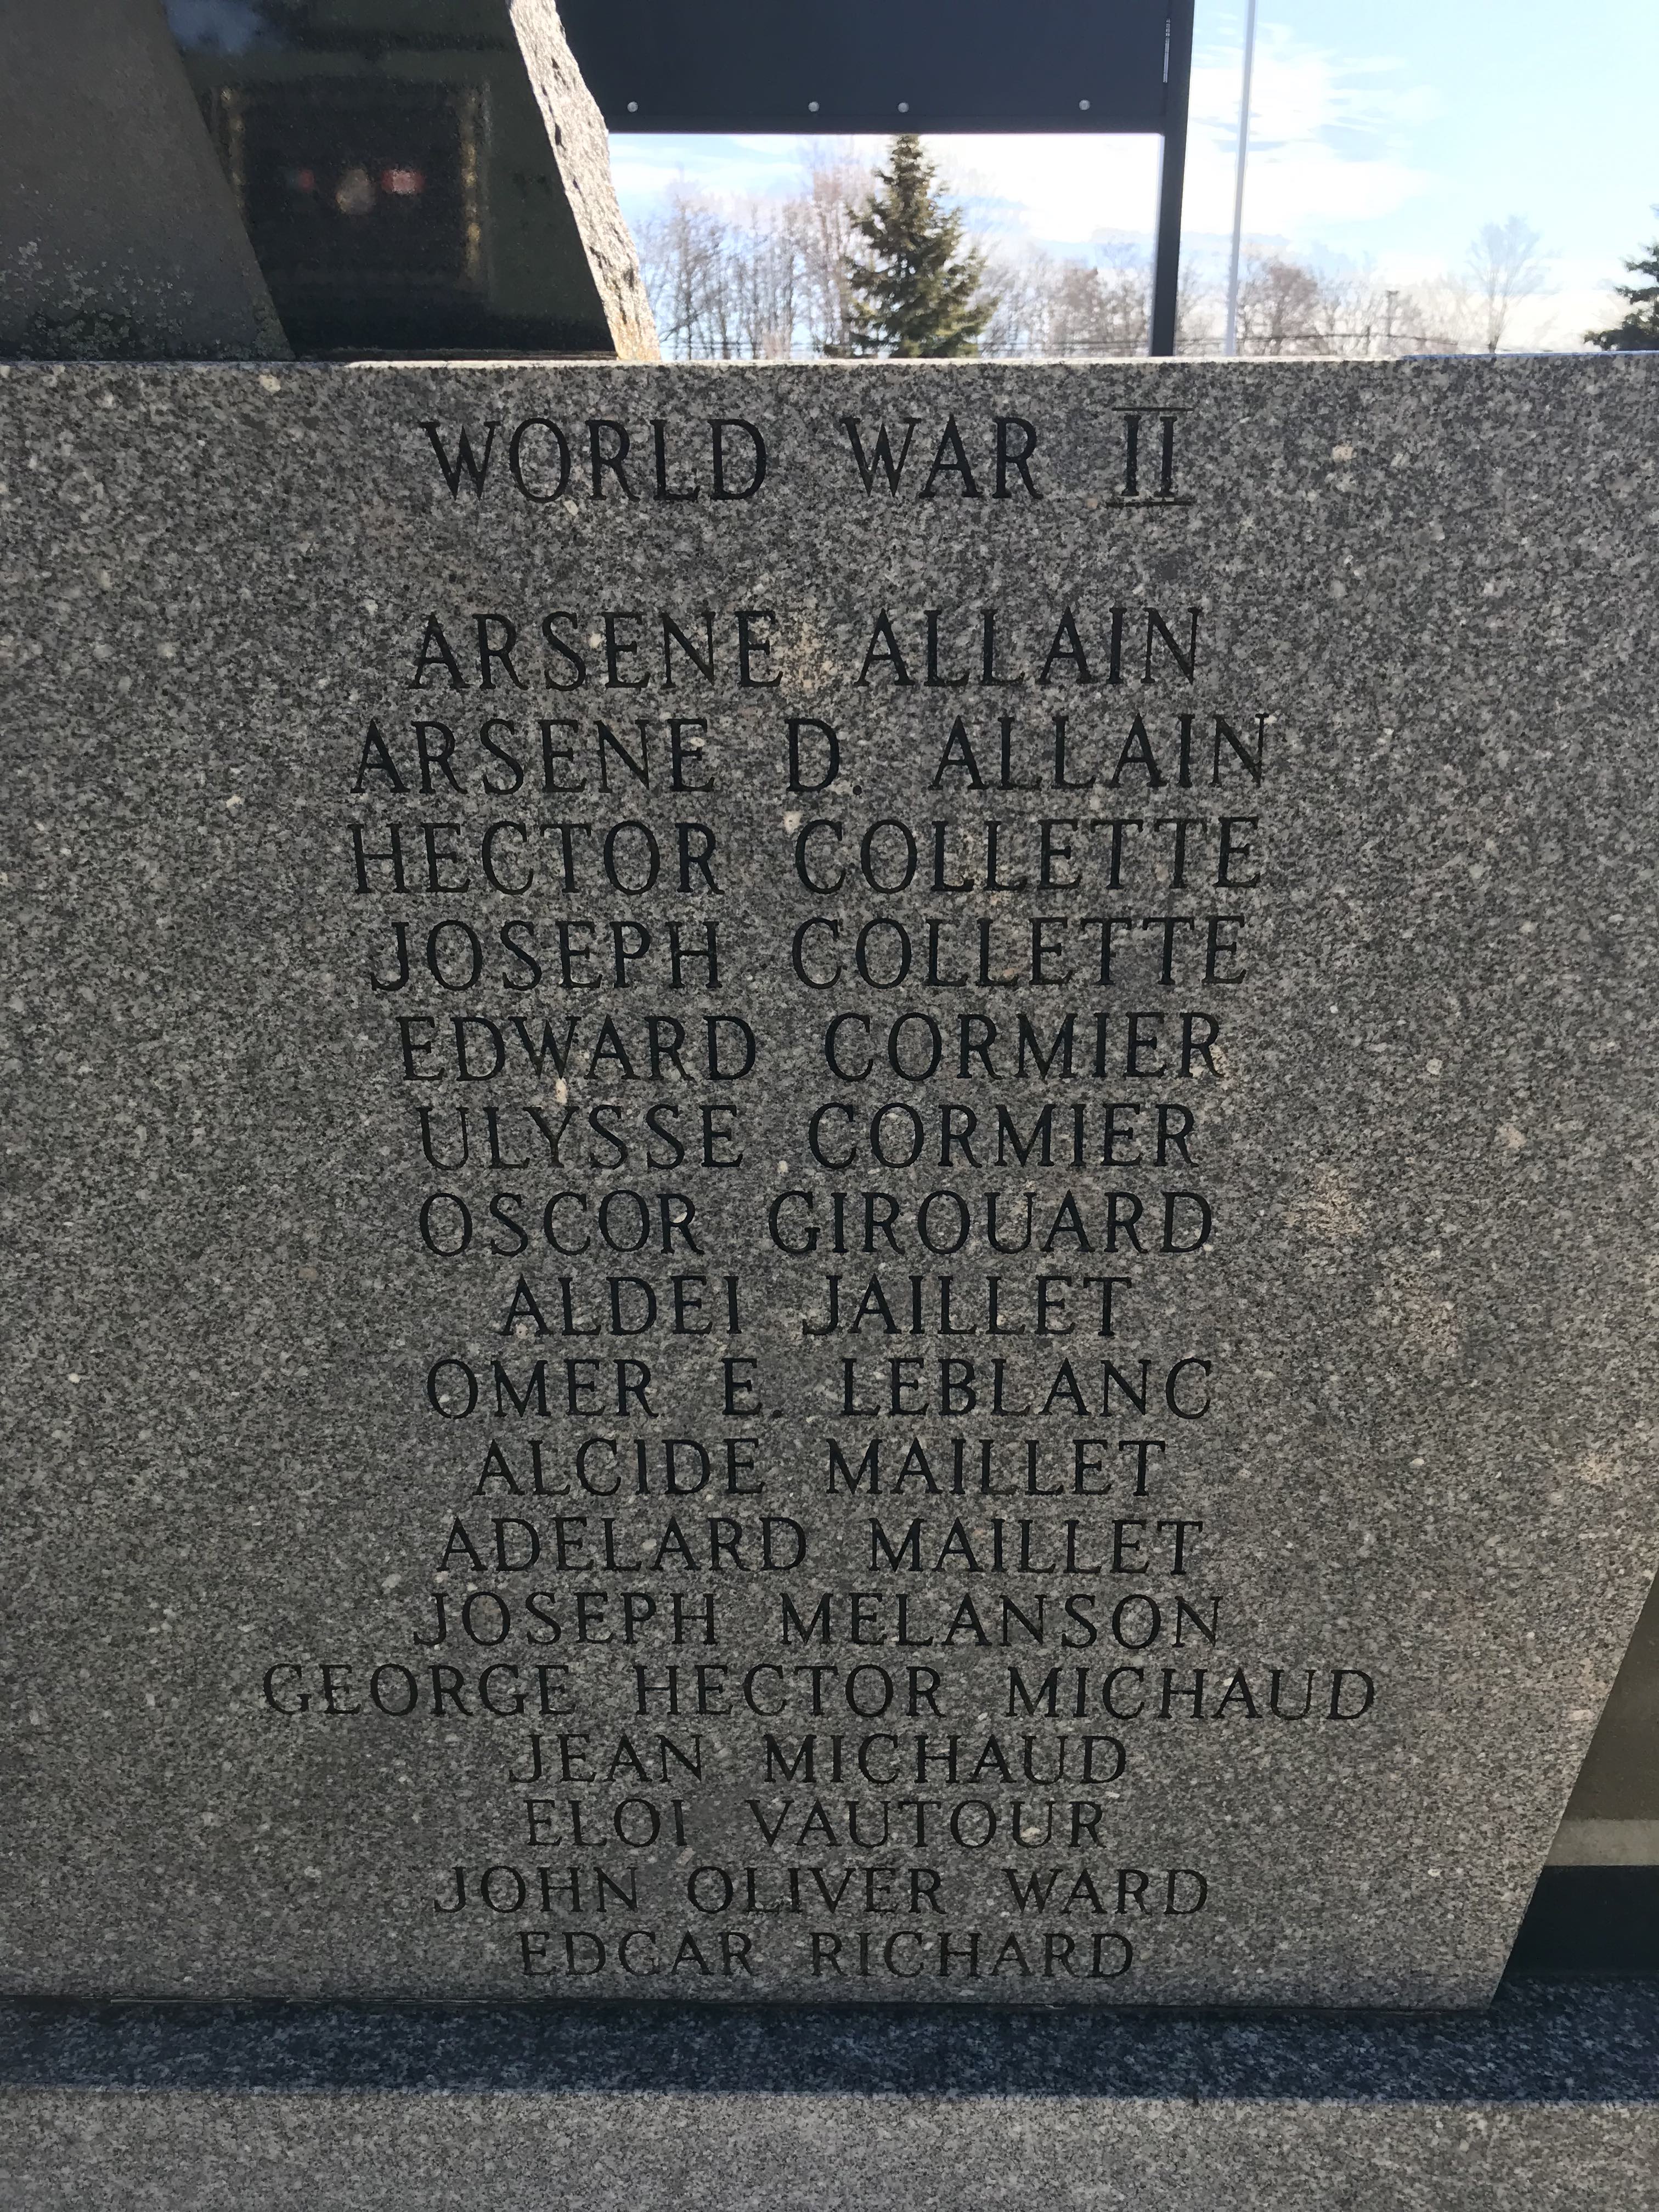 WORLD WAR II
ARSENE ALLAIN
ARSENE D. ALLAIN
HECTOR COLLETTE
JOSEPH COLLETTE
EDWARD CORMIER
ULYSSE CORMIER
OSCOR GIROUARD
ALDEI JAILLET
OMER E. LEBLANC
ALCIDE MAILLET
ADELARD MAILLET
JOSEPH MELANSON
GEORGE HECTOR MICHAUD
JEAN MICHAUD
ELOI VAUTOUR
JOHN OLIVER WARD
EDGAR RICHARD